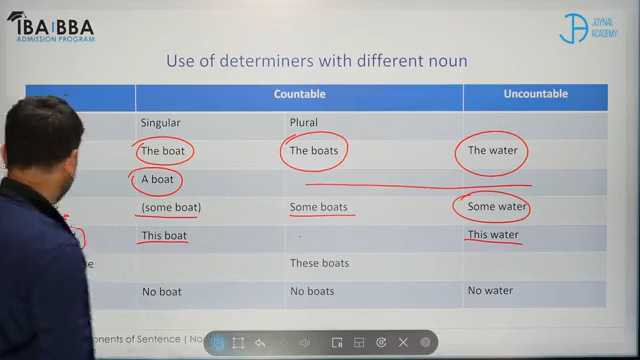 IBA|BBA
ADMISSION PROGRAM
JOYNAL
ACADEMY
Use of determiners with different noun
Countable Uncountable
Singular Plural
The boat The boats The water
A boat
(some boat) Some boats Some water
This boat This water
These boats
No boat No boats No water
of Sentence